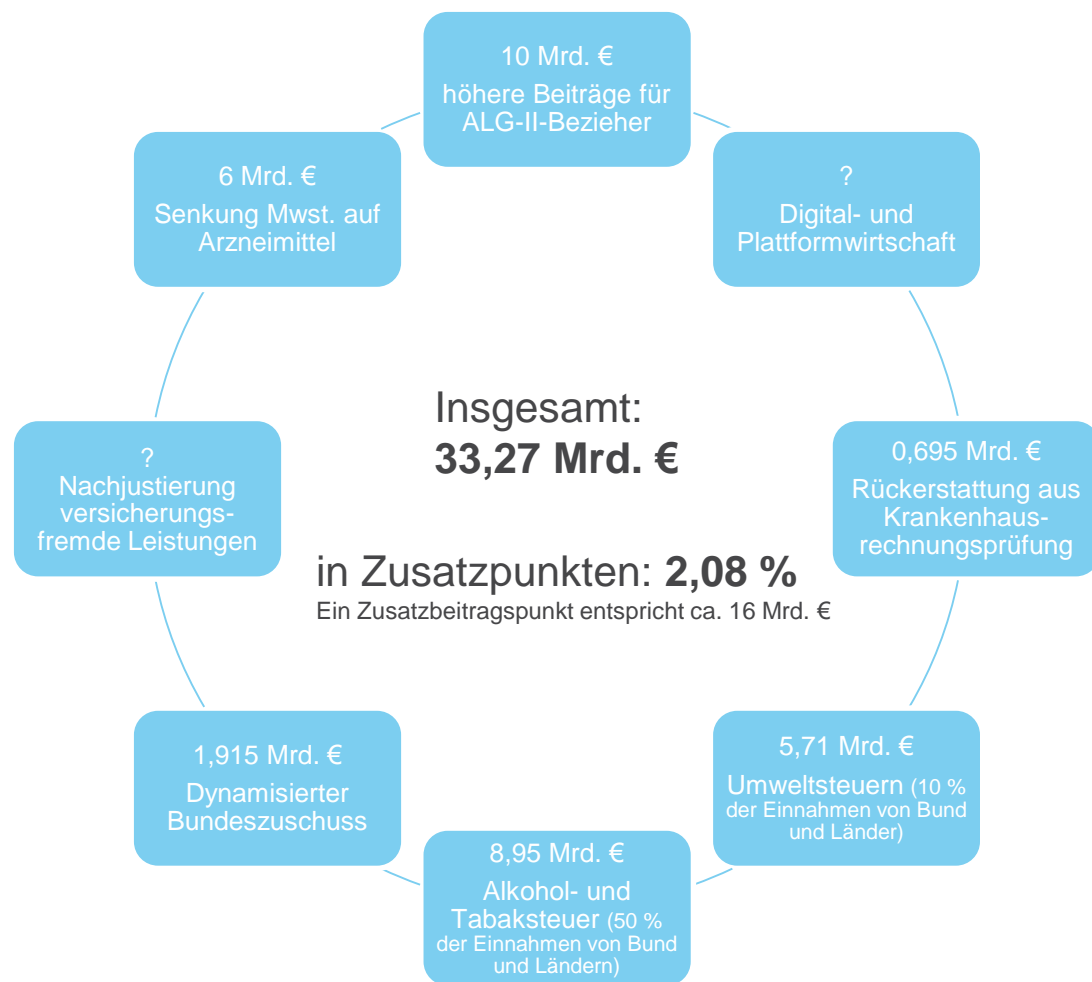 10 Mrd. €
höhere Beiträge für
ALG-II-Bezieher
6 Mrd. €
Senkung Mwst. auf
Arzneimittel
?
Digital- und
Plattformwirtschaft
Insgesamt:
33,27 Mrd. €
?
Nachjustierung
versicherungs-
fremde Leistungen
0,695 Mrd. €
Rückerstattung aus
Krankenhaus-
rechnungsprüfung
in Zusatzpunkten: 2,08 %
Ein Zusatzbeitragspunkt entspricht ca. 16 Mrd. €
1,915 Mrd. €
Dynamisierter
Bundeszuschuss
5,71 Mrd. €
Umweltsteuern (10 %
der Einnahmen von Bund
und Länder)
8,95 Mrd. €
Alkohol- und
Tabaksteuer (50 %
der Einnahmen von Bund
und Ländern)